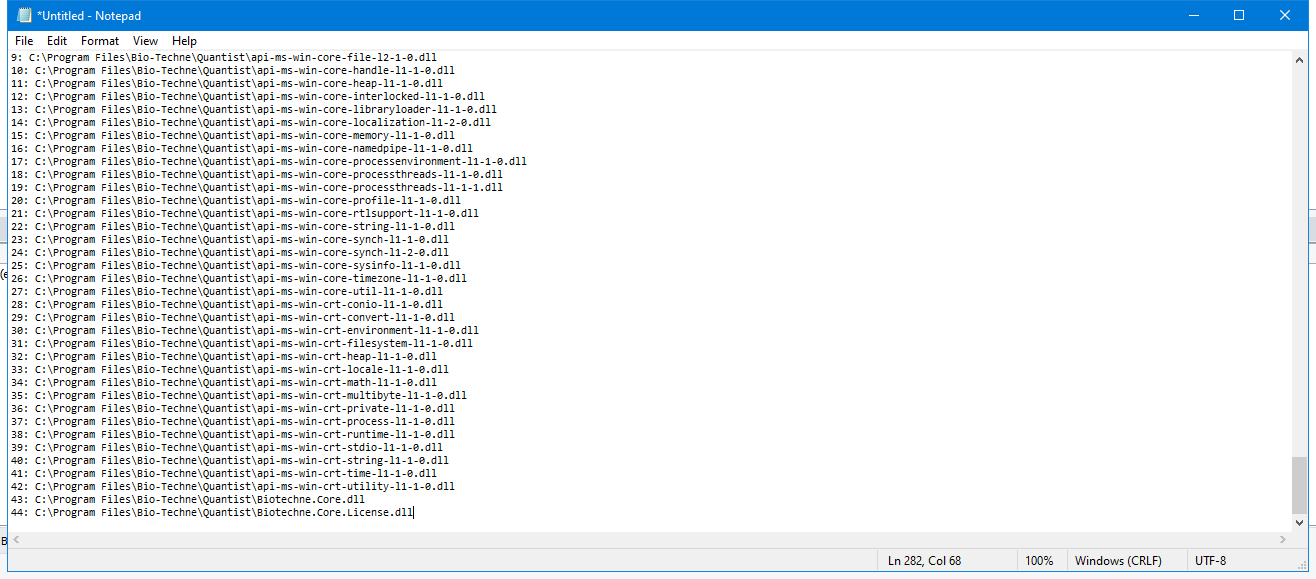 *Untitled - Notepad
File Edit Format View Help
9: C:\Program Files\Bio-Techne\Quantist\api-ms-win-core-file-l2-1-0.dll
10: C:\Program Files\Bio-Techne\Quantist\api-ms-win-core-handle-l1-1-0.dll
11: C:\Program Files\Bio-Techne\Quantist\api-ms-win-core-heap-l1-1-0.dll
12: C:\Program Files\Bio-Techne\Quantist\api-ms-win-core-interlocked-l1-1-0.dll
13: C:\Program Files\Bio-Techne\Quantist\api-ms-win-core-libraryloader-l1-1-0.dll
14: C:\Program Files\Bio-Techne\Quantist\api-ms-win-core-localization-l1-2-0.dll
15: C:\Program Files\Bio-Techne\Quantist\api-ms-win-core-memory-l1-1-0.dll
16: C:\Program Files\Bio-Techne\Quantist\api-ms-win-core-namedpipe-l1-1-0.dll
17: C:\Program Files\Bio-Techne\Quantist\api-ms-win-core-processenvironment-l1-1-0.dll
18: C:\Program Files\Bio-Techne\Quantist\api-ms-win-core-processthreads-l1-1-0.dll
19: C:\Program Files\Bio-Techne\Quantist\api-ms-win-core-processthreads-l1-1-1.dll
20: C:\Program Files\Bio-Techne\Quantist\api-ms-win-core-profile-l1-1-0.dll
21: C:\Program Files\Bio-Techne\Quantist\api-ms-win-core-rtlsupport-l1-1-0.dll
22: C:\Program Files\Bio-Techne\Quantist\api-ms-win-core-string-l1-1-0.dll
23: C:\Program Files\Bio-Techne\Quantist\api-ms-win-core-synch-l1-1-0.dll
24: C:\Program Files\Bio-Techne\Quantist\api-ms-win-core-synch-l1-2-0.dll
25: C:\Program Files\Bio-Techne\Quantist\api-ms-win-core-sysinfo-l1-1-0.dll
26: C:\Program Files\Bio-Techne\Quantist\api-ms-win-core-timezone-l1-1-0.dll
27: C:\Program Files\Bio-Techne\Quantist\api-ms-win-core-util-l1-1-0.dll
28: C:\Program Files\Bio-Techne\Quantist\api-ms-win-crt-conio-l1-1-0.dll
29: C:\Program Files\Bio-Techne\Quantist\api-ms-win-crt-convert-l1-1-0.dll
30: C:\Program Files\Bio-Techne\Quantist\api-ms-win-crt-environment-l1-1-0.dll
31: C:\Program Files\Bio-Techne\Quantist\api-ms-win-crt-filesystem-l1-1-0.dll
32: C:\Program Files\Bio-Techne\Quantist\api-ms-win-crt-heap-l1-1-0.dll
33: C:\Program Files\Bio-Techne\Quantist\api-ms-win-crt-locale-l1-1-0.dll
34: C:\Program Files\Bio-Techne\Quantist\api-ms-win-crt-math-l1-1-0.dll
35: C:\Program Files\Bio-Techne\Quantist\api-ms-win-crt-multibyte-l1-1-0.dll
36: C:\Program Files\Bio-Techne\Quantist\api-ms-win-crt-private-l1-1-0.dll
37: C:\Program Files\Bio-Techne\Quantist\api-ms-win-crt-process-l1-1-0.dll
38: C:\Program Files\Bio-Techne\Quantist\api-ms-win-crt-runtime-l1-1-0.dll
39: C:\Program Files\Bio-Techne\Quantist\api-ms-win-crt-stdio-l1-1-0.dll
40: C:\Program Files\Bio-Techne\Quantist\api-ms-win-crt-string-l1-1-0.dll
41: C:\Program Files\Bio-Techne\Quantist\api-ms-win-crt-time-l1-1-0.dll
42: C:\Program Files\Bio-Techne\Quantist\api-ms-win-crt-utility-l1-1-0.dll
43: C:\Program Files\Bio-Techne\Quantist\Biotechne.Core.dll
44: C:\Program Files\Bio-Techne\Quantist\Biotechne.Core.License.dll
Ln 282, Col 68 100% Windows (CRLF) UTF-8